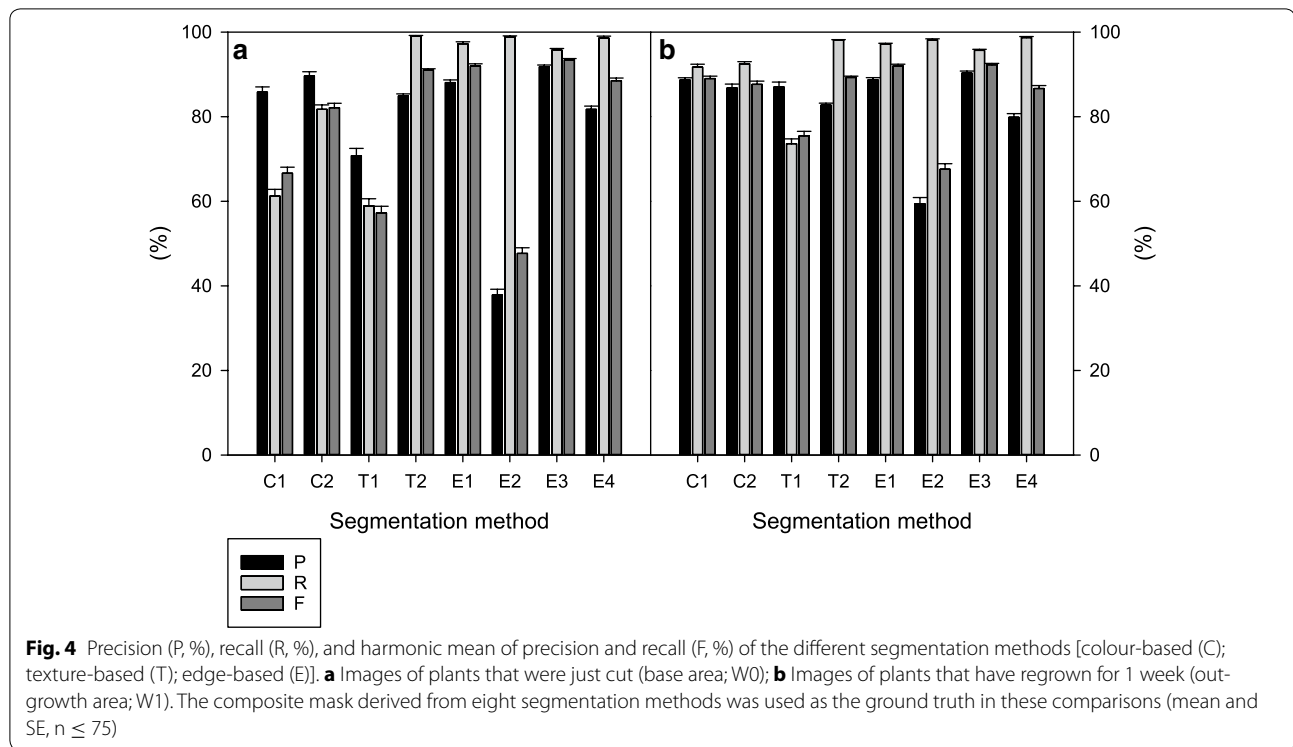 100
80
60
40
20
0
(%)
a
b
100
80
60
40
20
0
(%)
C1 C2 T1 T2 E1 E2 E3 E4
C1 C2 T1 T2 E1 E2 E3 E4
Segmentation method
Segmentation method
P
R
F
Fig. 4 Precision (P, %), recall (R, %), and harmonic mean of precision and recall (F, %) of the different segmentation methods [colour-based (C);
texture-based (T); edge-based (E)]. a Images of plants that were just cut (base area; W0); b Images of plants that have regrown for 1 week (out-
growth area; W1). The composite mask derived from eight segmentation methods was used as the ground truth in these comparisons (mean and
SE, n ≤ 75)